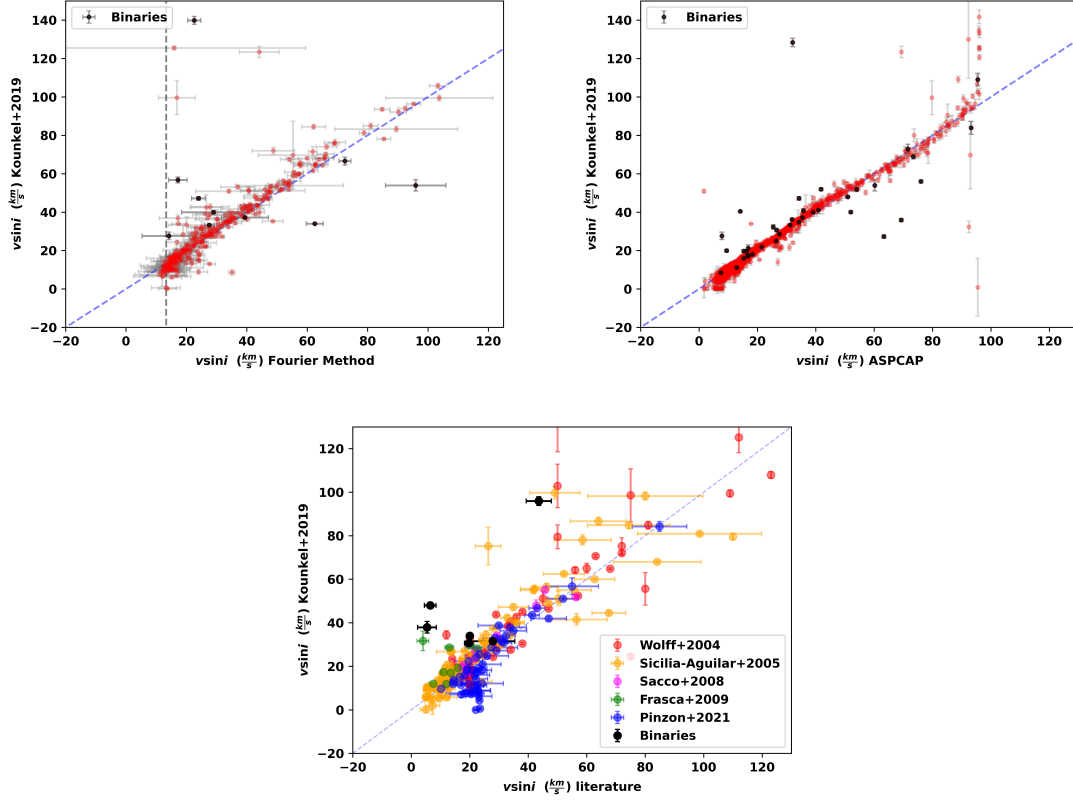 140
120
100
80
60
40
20
0
−20
vsini (km/s) Kounkel+2019
Binaries
−20 0 20 40 60 80 100 120
vsini (km/s) Fourier Method
140
120
100
80
60
40
20
0
−20
vsini (km/s) Kounkel+2019
Binaries
−20 0 20 40 60 80 100 120
vsini (km/s) ASPCAP
120
100
80
60
40
20
0
−20
vsini (km/s) Kounkel+2019
Wolff+2004
Sicilia-Aguilar+2005
Sacco+2008
Frasca+2009
Pinzon+2021
Binaries
−20 0 20 40 60 80 100 120
vsini (km/s) literature